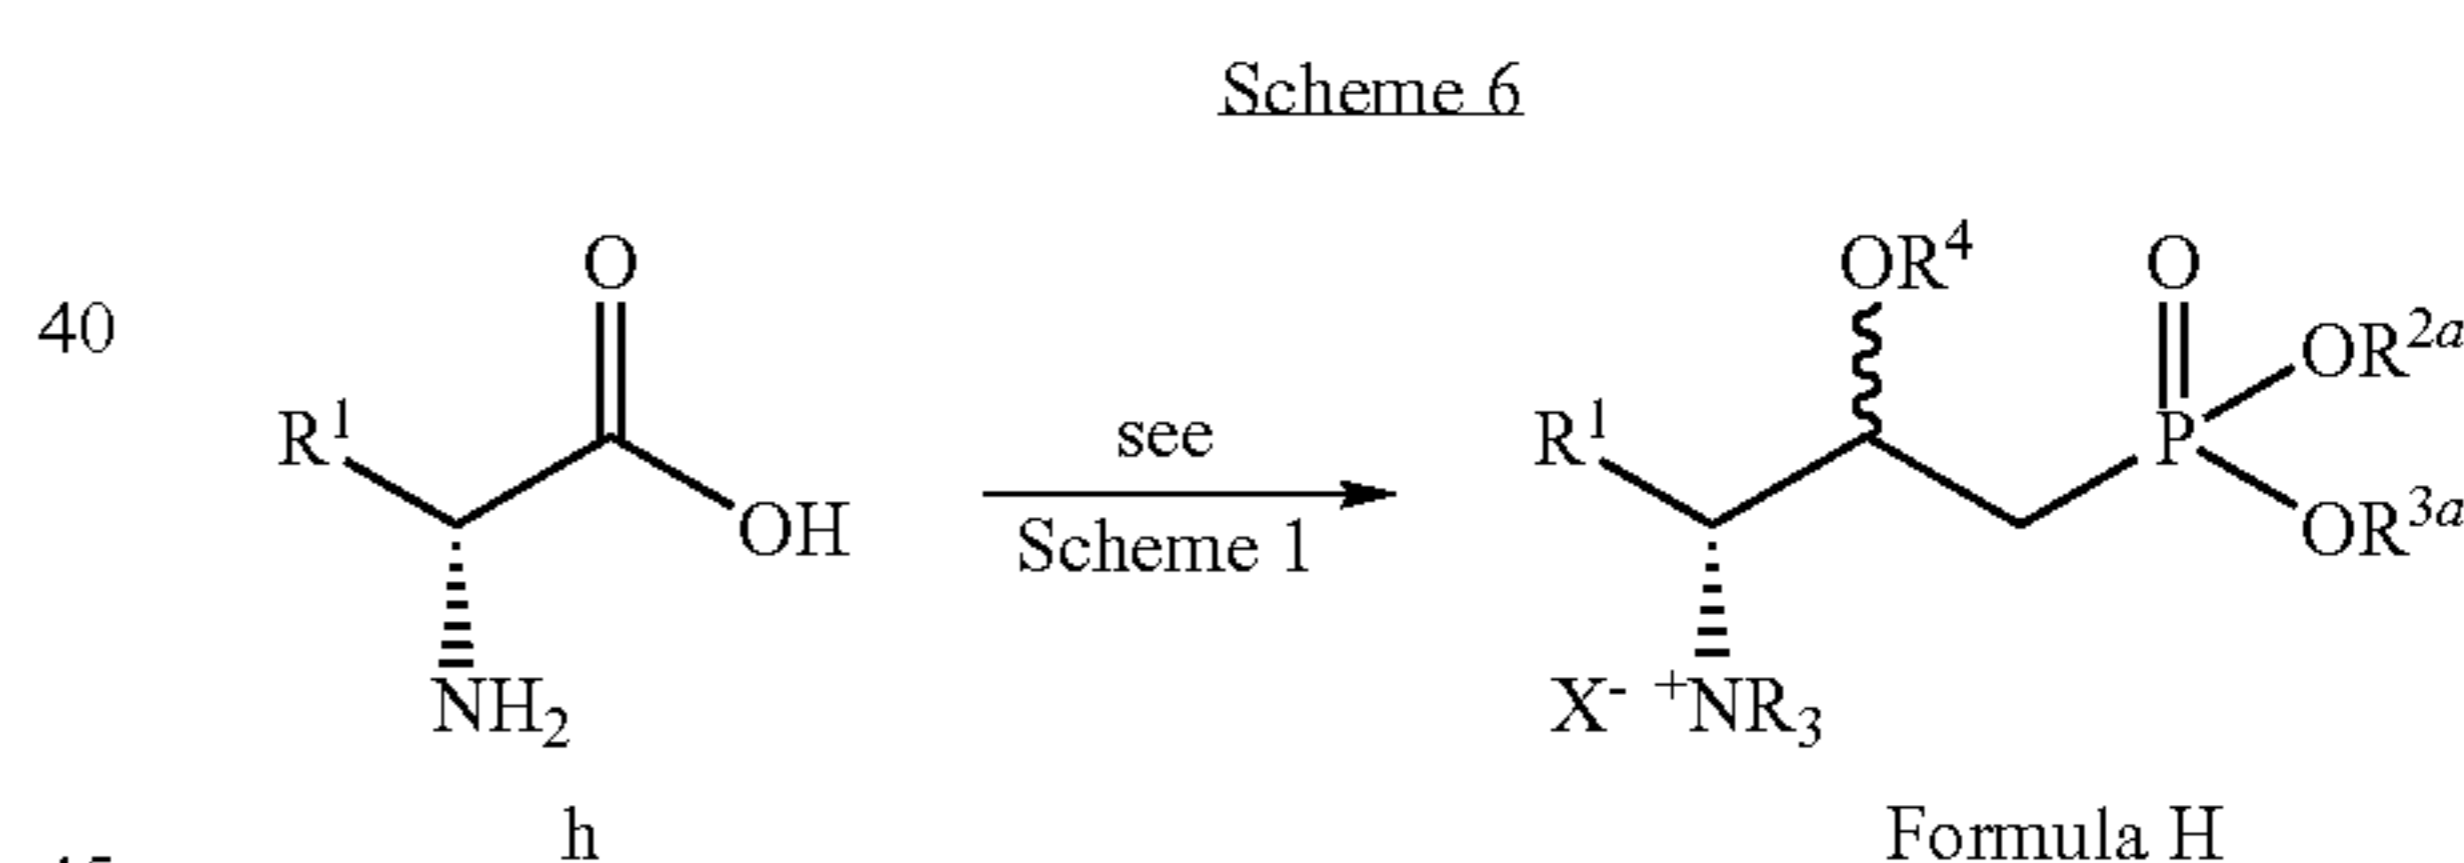 Scheme 6
40
O
R¹
OH
NH₂
h
see
Scheme 1
OR⁴
O
R¹
P
OR²ᵃ
OR³ᵃ
X⁻ ⁺NR₃
Formula H